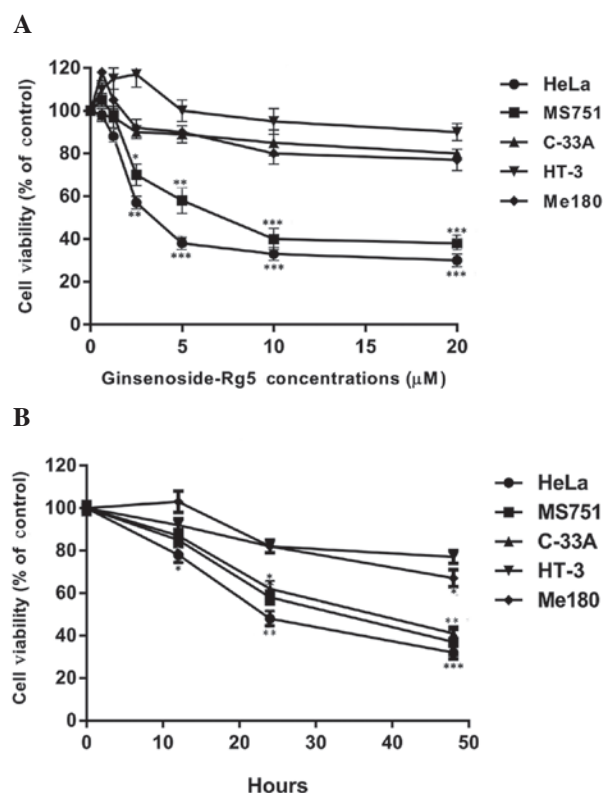 A
120
100
80
60
40
20
0
0 5 10 15 20
Cell viability (% of control)
Ginsenoside-Rg5 concentrations (μM)
HeLa
MS751
C-33A
HT-3
Me180
*
**
**
***
***
***
***
***
B
120
100
80
60
40
20
0
0 10 20 30 40 50
Cell viability (% of control)
Hours
HeLa
MS751
C-33A
HT-3
Me180
*
*
**
*
**
***